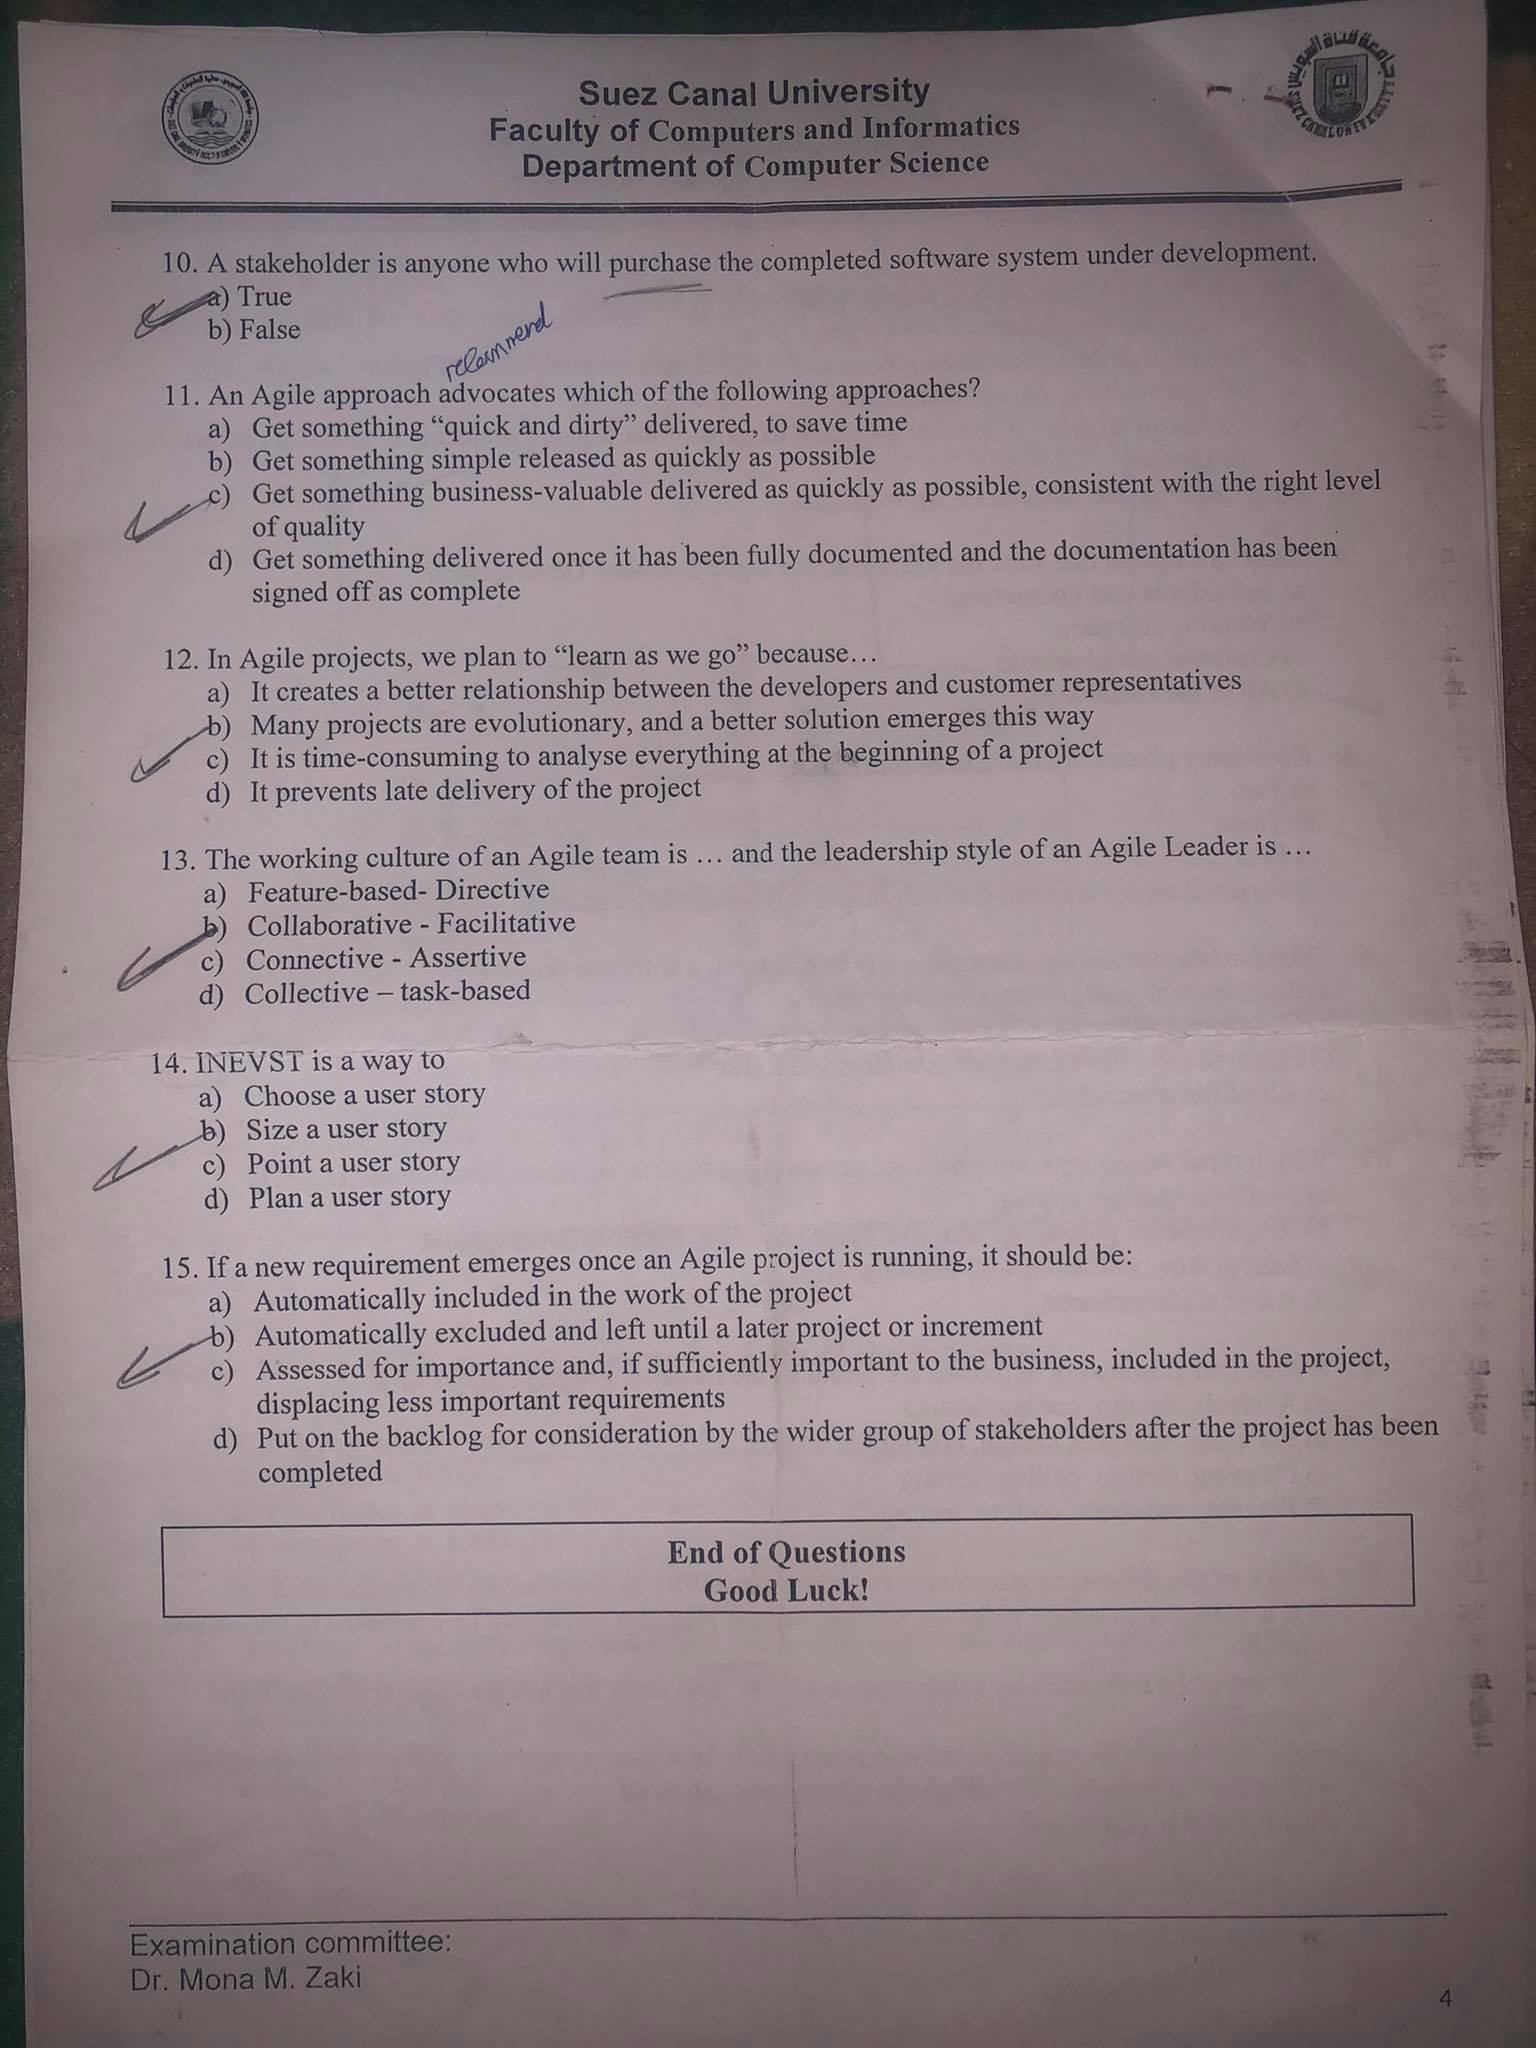 Suez Canal University
Faculty of Computers and Informatics
Department of Computer Science
جامعة قناة السويس
SUEZ CANAL UNIVERSITY
10. A stakeholder is anyone who will purchase the completed software system under development.
a) True
b) False
recommend
11. An Agile approach advocates which of the following approaches?
a) Get something “quick and dirty” delivered, to save time
b) Get something simple released as quickly as possible
c) Get something business-valuable delivered as quickly as possible, consistent with the right level
of quality
d) Get something delivered once it has been fully documented and the documentation has been
signed off as complete
12. In Agile projects, we plan to “learn as we go” because…
a) It creates a better relationship between the developers and customer representatives
b) Many projects are evolutionary, and a better solution emerges this way
c) It is time-consuming to analyse everything at the beginning of a project
d) It prevents late delivery of the project
13. The working culture of an Agile team is … and the leadership style of an Agile Leader is …
a) Feature-based- Directive
b) Collaborative - Facilitative
c) Connective - Assertive
d) Collective – task-based
14. INEVST is a way to
a) Choose a user story
b) Size a user story
c) Point a user story
d) Plan a user story
15. If a new requirement emerges once an Agile project is running, it should be:
a) Automatically included in the work of the project
b) Automatically excluded and left until a later project or increment
c) Assessed for importance and, if sufficiently important to the business, included in the project,
displacing less important requirements
d) Put on the backlog for consideration by the wider group of stakeholders after the project has been
completed
End of Questions
Good Luck!
Examination committee:
Dr. Mona M. Zaki
4